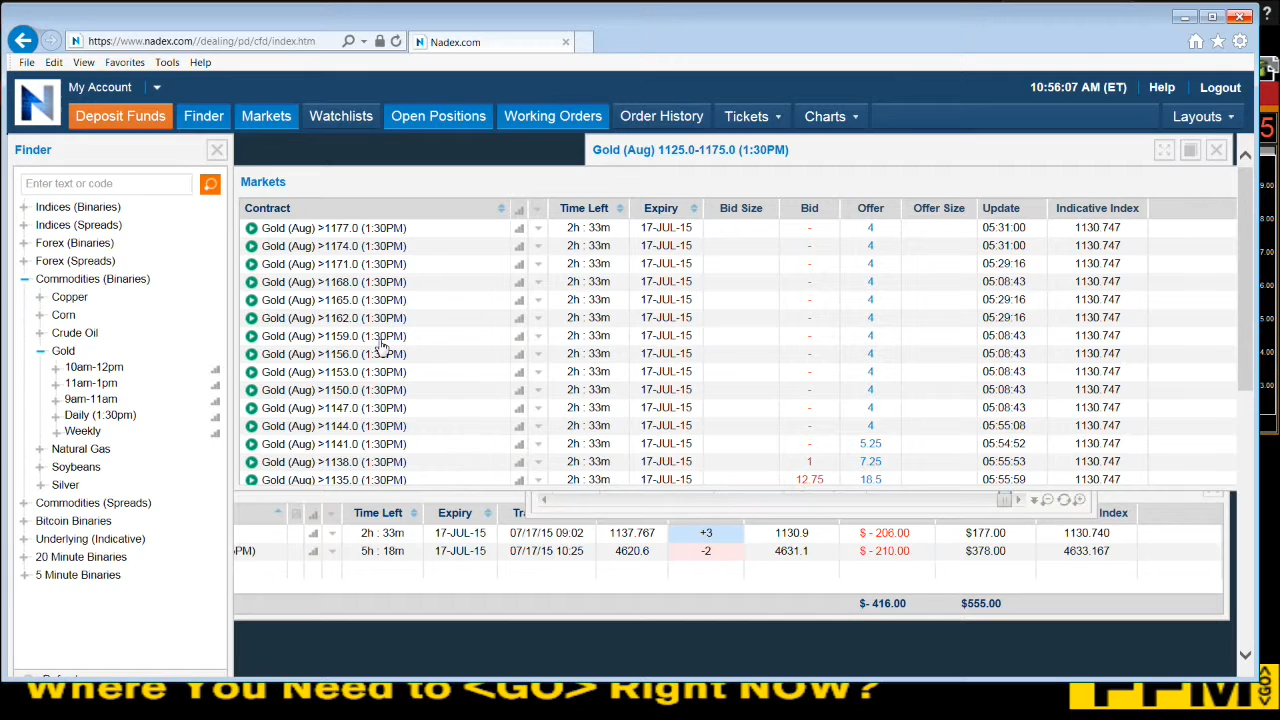 https://www.nadex.com//dealing/pd/cfd/index.htm
Nadex.com
File Edit View Favorites Tools Help
My Account
10:56:07 AM (ET) Help Logout
Deposit Funds Finder Markets Watchlists Open Positions Working Orders Order History Tickets Charts Layouts
Finder
Enter text or code
Indices (Binaries)
Indices (Spreads)
Forex (Binaries)
Forex (Spreads)
Commodities (Binaries)
Copper
Corn
Crude Oil
Gold
10am-12pm
11am-1pm
9am-11am
Daily (1:30pm)
Weekly
Natural Gas
Soybeans
Silver
Commodities (Spreads)
Bitcoin Binaries
Underlying (Indicative)
20 Minute Binaries
5 Minute Binaries
Gold (Aug) 1125.0-1175.0 (1:30PM)
Markets
Contract Time Left Expiry Bid Size Bid Offer Offer Size Update Indicative Index
Gold (Aug) >1177.0 (1:30PM) 2h : 33m 17-JUL-15 - 4 05:31:00 1130.747
Gold (Aug) >1174.0 (1:30PM) 2h : 33m 17-JUL-15 - 4 05:31:00 1130.747
Gold (Aug) >1171.0 (1:30PM) 2h : 33m 17-JUL-15 - 4 05:29:16 1130.747
Gold (Aug) >1168.0 (1:30PM) 2h : 33m 17-JUL-15 - 4 05:29:16 1130.747
Gold (Aug) >1165.0 (1:30PM) 2h : 33m 17-JUL-15 - 4 05:29:16 1130.747
Gold (Aug) >1162.0 (1:30PM) 2h : 33m 17-JUL-15 - 4 05:29:16 1130.747
Gold (Aug) >1159.0 (1:30PM) 2h : 33m 17-JUL-15 - 4 05:08:43 1130.747
Gold (Aug) >1156.0 (1:30PM) 2h : 33m 17-JUL-15 - 4 05:08:43 1130.747
Gold (Aug) >1153.0 (1:30PM) 2h : 33m 17-JUL-15 - 4 05:08:43 1130.747
Gold (Aug) >1150.0 (1:30PM) 2h : 33m 17-JUL-15 - 4 05:08:43 1130.747
Gold (Aug) >1147.0 (1:30PM) 2h : 33m 17-JUL-15 - 4 05:08:43 1130.747
Gold (Aug) >1144.0 (1:30PM) 2h : 33m 17-JUL-15 - 4 05:55:08 1130.747
Gold (Aug) >1141.0 (1:30PM) 2h : 33m 17-JUL-15 - 5.25 05:54:52 1130.747
Gold (Aug) >1138.0 (1:30PM) 2h : 33m 17-JUL-15 1 7.25 05:55:53 1130.747
Gold (Aug) >1135.0 (1:30PM) 2h : 33m 17-JUL-15 12.75 18.5 05:55:59 1130.747
Time Left Expiry Index
2h : 33m 17-JUL-15 07/17/15 09:02 1137.767 +3 1130.9 $ - 206.00 $177.00 1130.740
PM) 5h : 18m 17-JUL-15 07/17/15 10:25 4620.6 -2 4631.1 $ - 210.00 $378.00 4633.167
$- 416.00 $555.00
Where You Need to <GO> Right NOW?
<GO>